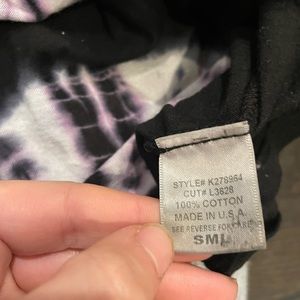 STYLE# K278964
CUT# L3628
100% COTTON
MADE IN U.S.A.
SEE REVERSE FOR CARE
SML